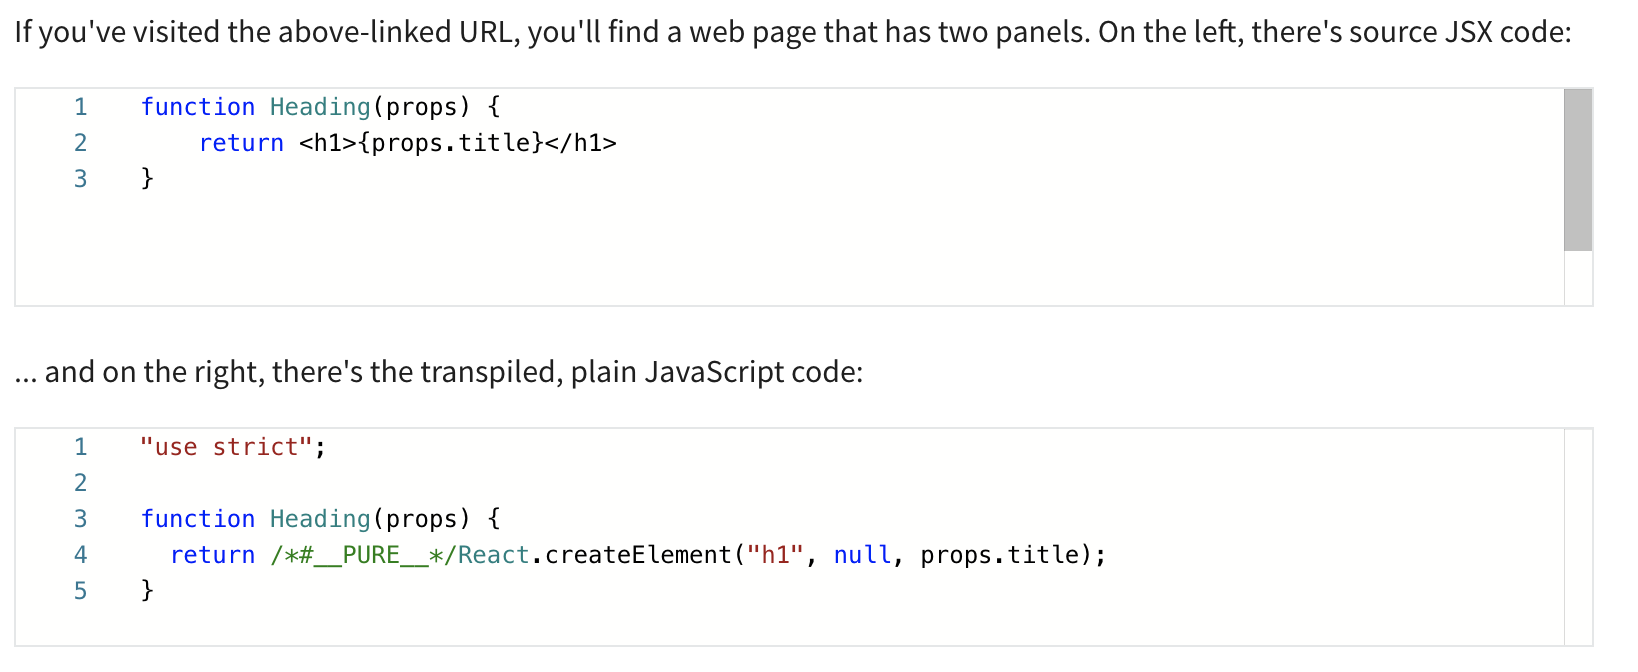 If you've visited the above-linked URL, you'll find a web page that has two panels. On the left, there's source JSX code:
1 function Heading(props) {
2     return <h1>{props.title}</h1>
3 }
... and on the right, there's the transpiled, plain JavaScript code:
1 "use strict";
2
3 function Heading(props) {
4   return /*#__PURE__*/React.createElement("h1", null, props.title);
5 }